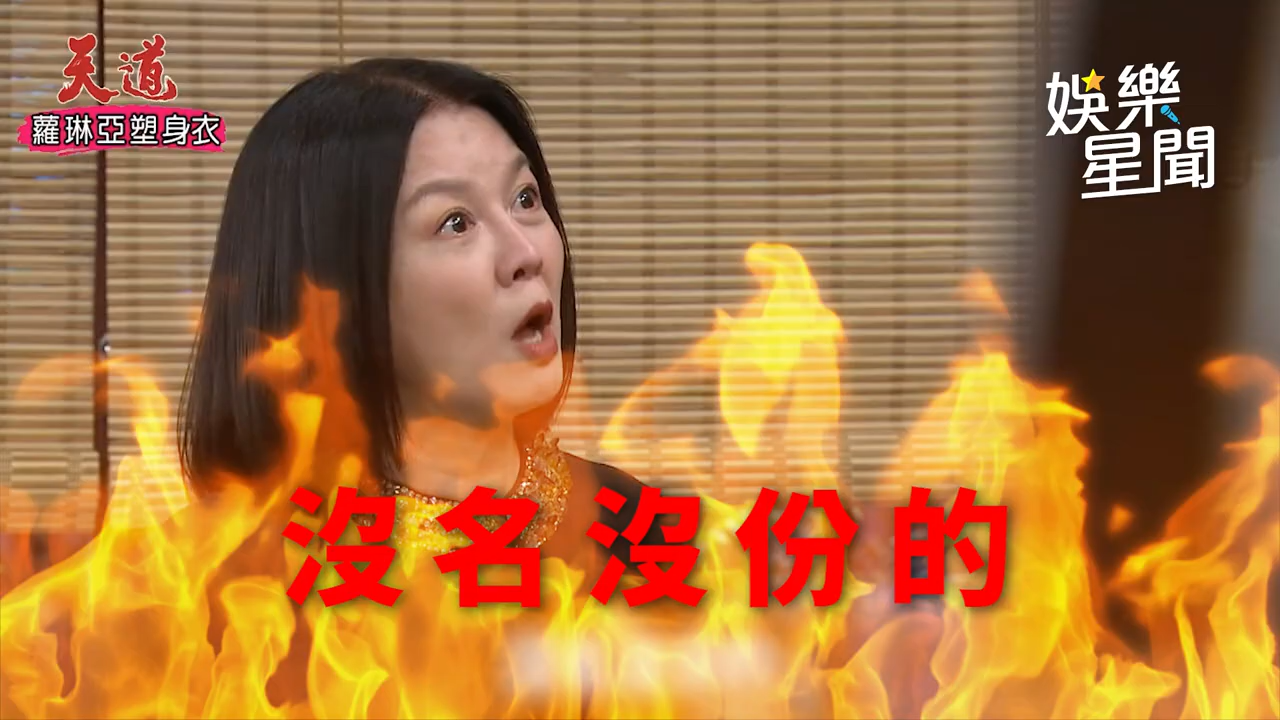 天道
蘿琳亞塑身衣
娛樂
星聞
沒名沒份的